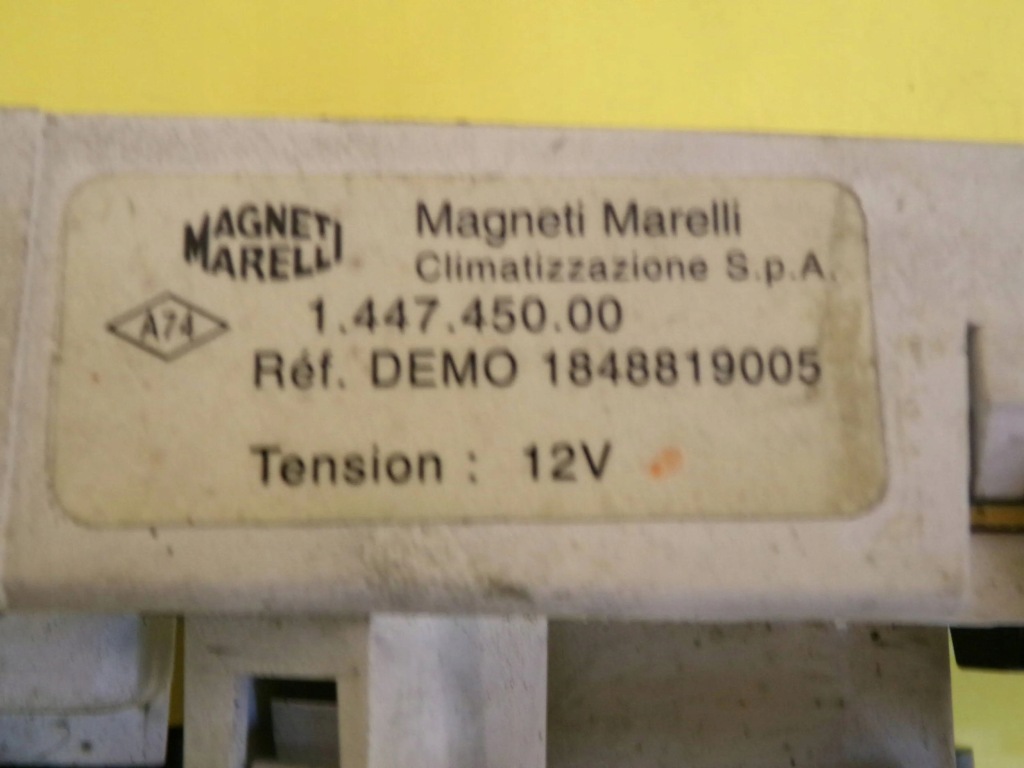 MAGNETI
MARELLI
Magneti Marelli
Climatizzazione S.p.A.
A74
1.447.450.00
Réf. DEMO 1848819005
Tension : 12V